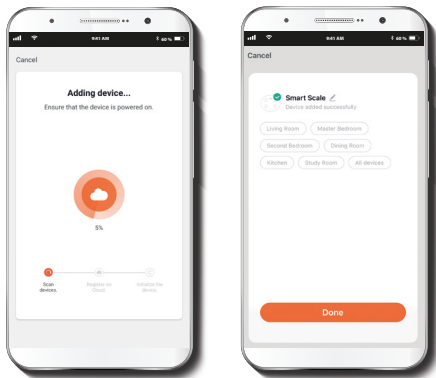 9:41 AM
60%
Cancel
Adding device...
Ensure that the device is powered on.
5%
Scan devices.
Register on Cloud.
Initialize the device.
9:41 AM
60%
Cancel
Smart Scale
Device added successfully
Living Room
Master Bedroom
Second Bedroom
Dining Room
Kitchen
Study Room
All devices
Done